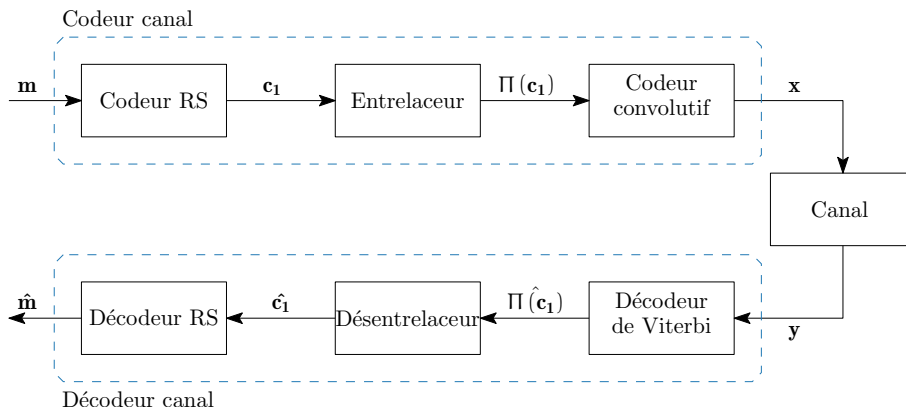 Codeur canal
m
Codeur RS
c₁
Entrelaceur
Π (c₁)
Codeur
convolutif
x
Canal
m̂
Décodeur RS
ĉ₁
Désentrelaceur
Π (ĉ₁)
Décodeur
de Viterbi
y
Décodeur canal